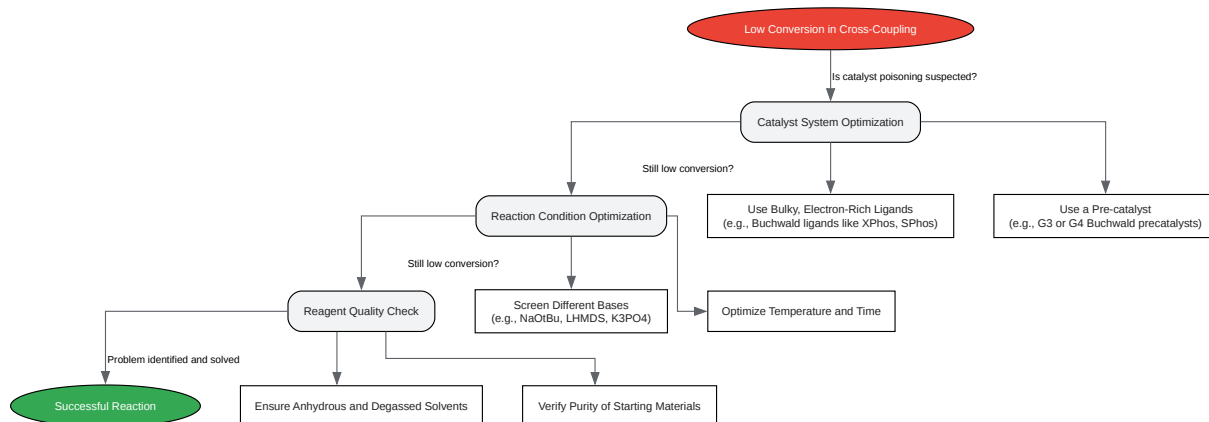 Low Conversion in Cross-Coupling
Is catalyst poisoning suspected?
Catalyst System Optimization
Still low conversion?
Use Bulky, Electron-Rich Ligands
(e.g., Buchwald ligands like XPhos, SPhos)
Use a Pre-catalyst
(e.g., G3 or G4 Buchwald precatalysts)
Reaction Condition Optimization
Still low conversion?
Screen Different Bases
(e.g., NaOtBu, LHMDS, K3PO4)
Optimize Temperature and Time
Reagent Quality Check
Problem identified and solved
Successful Reaction
Ensure Anhydrous and Degassed Solvents
Verify Purity of Starting Materials